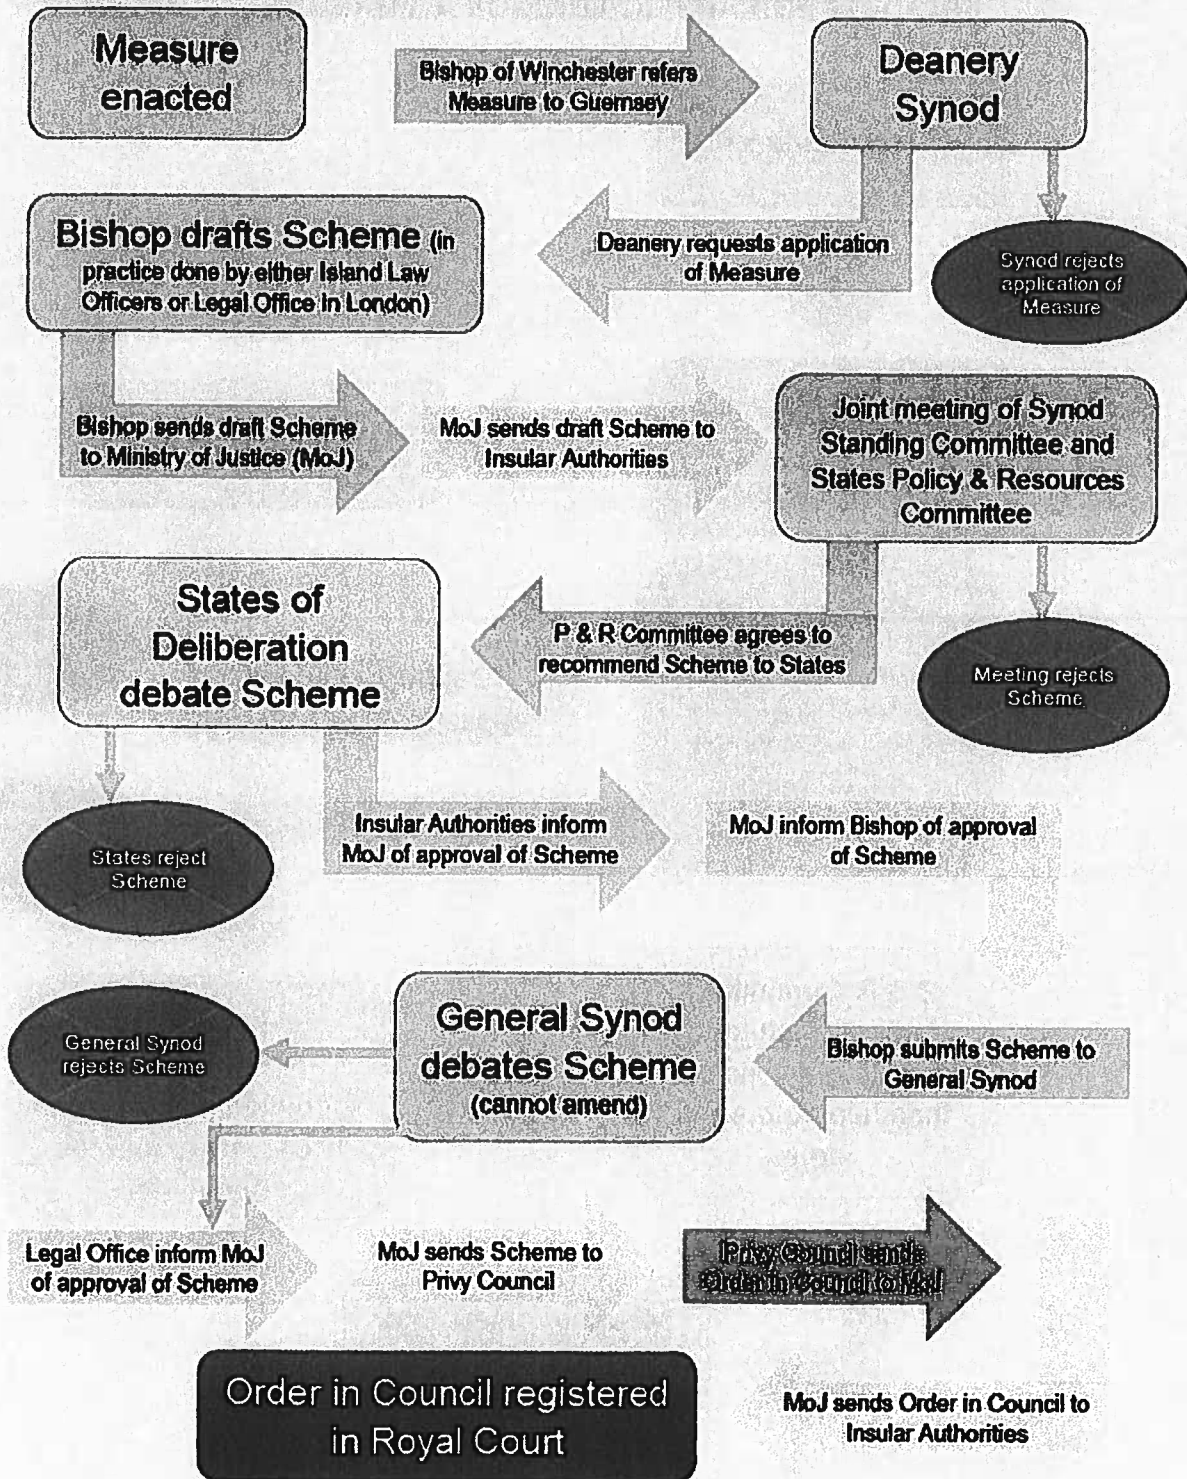 Measure
enacted
Bishop of Winchester refers
Measure to Guernsey
Deanery
Synod
Bishop drafts Scheme (in
practice done by either Island Law
Officers or Legal Office in London)
Deanery requests application
of Measure
Synod rejects
application of
Measure
Bishop sends draft Scheme
to Ministry of Justice (MoJ)
MoJ sends draft Scheme to
Insular Authorities
Joint meeting of Synod
Standing Committee and
States Policy & Resources
Committee
States of
Deliberation
debate Scheme
P & R Committee agrees to
recommend Scheme to States
Meeting rejects
Scheme
States reject
Scheme
Insular Authorities inform
MoJ of approval of Scheme
MoJ inform Bishop of approval
of Scheme
General Synod
rejects Scheme
General Synod
debates Scheme
(cannot amend)
Bishop submits Scheme to
General Synod
Legal Office inform MoJ
of approval of Scheme
MoJ sends Scheme to
Privy Council
Privy Council sends
Order in Council to MoJ
Order in Council registered
in Royal Court
MoJ sends Order in Council to
Insular Authorities